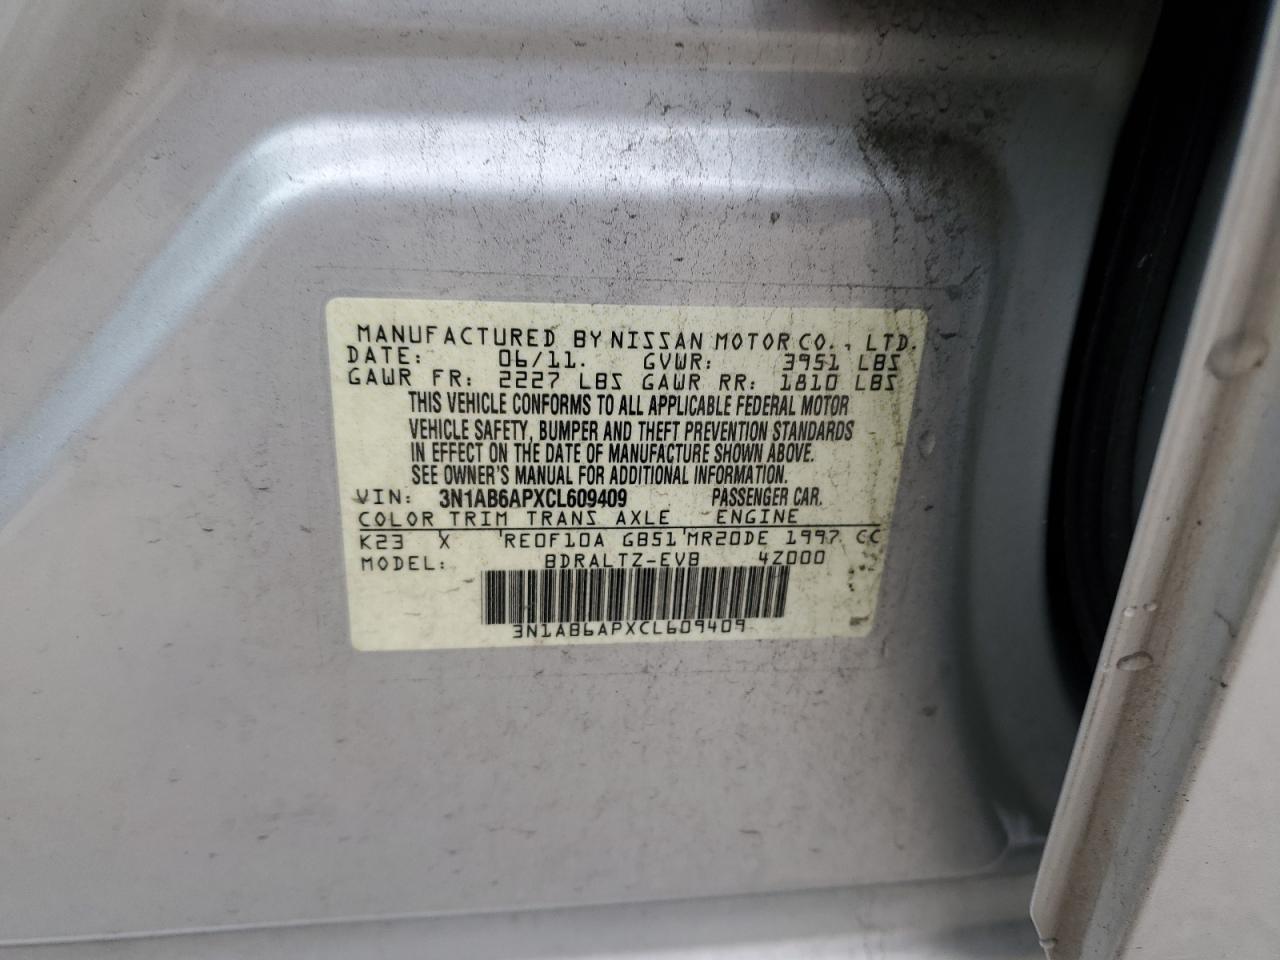 MANUFACTURED BY NISSAN MOTOR CO., LTD.
DATE: 06/11. GVWR: 3951 LBS
GAWR FR: 2227 LBS GAWR RR: 1810 LBS
THIS VEHICLE CONFORMS TO ALL APPLICABLE FEDERAL MOTOR
VEHICLE SAFETY, BUMPER AND THEFT PREVENTION STANDARDS
IN EFFECT ON THE DATE OF MANUFACTURE SHOWN ABOVE.
SEE OWNER'S MANUAL FOR ADDITIONAL INFORMATION.
VIN: 3N1AB6APXCL609409 PASSENGER CAR.
COLOR TRIM TRANS AXLE ENGINE
K23 X RE0F10A GB51 MR20DE 1997 CC
MODEL: BDRALTZ-EVB 4Z000
3N1AB6APXCL609409